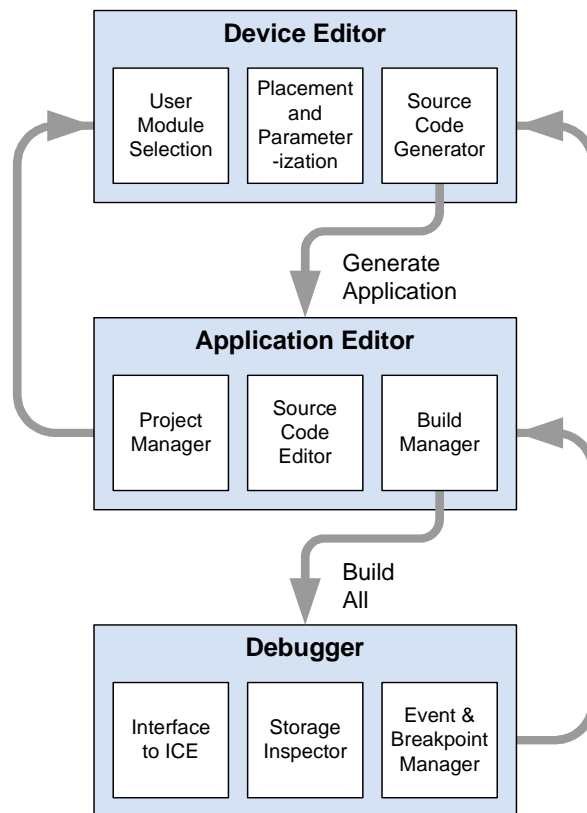 Device Editor
User
Module
Selection
Placement
and
Parameter
-ization
Source
Code
Generator
Generate
Application
Application Editor
Project
Manager
Source
Code
Editor
Build
Manager
Build
All
Debugger
Interface
to ICE
Storage
Inspector
Event &
Breakpoint
Manager